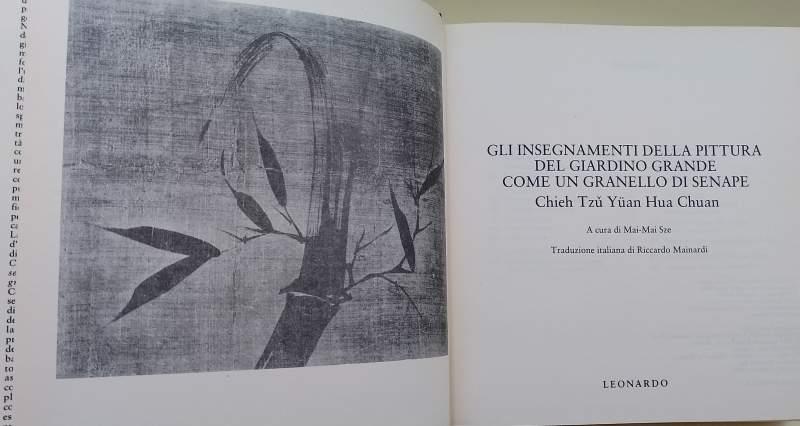 GLI INSEGNAMENTI DELLA PITTURA
DEL GIARDINO GRANDE
COME UN GRANELLO DI SENAPE
Chieh Tzŭ Yüan Hua Chuan
A cura di Mai-Mai Sze
Traduzione italiana di Riccardo Mainardi
LEONARDO